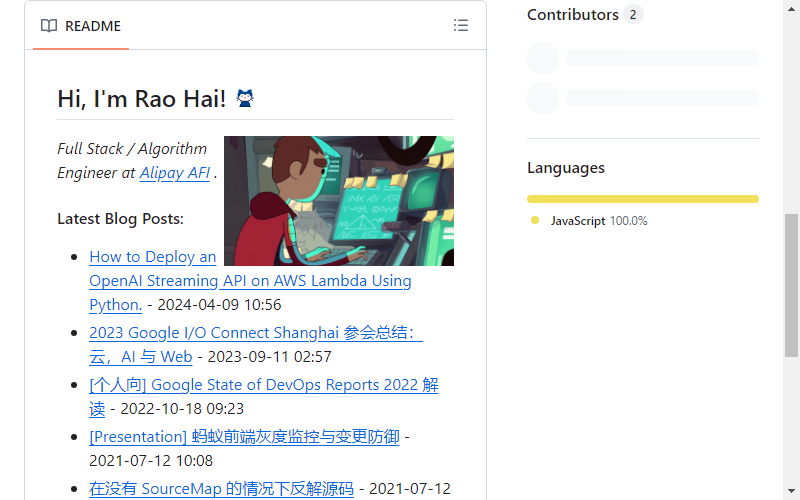 README
Hi, I'm Rao Hai!
Full Stack / Algorithm
Engineer at Alipay AFI .
Latest Blog Posts:
How to Deploy an
OpenAI Streaming API on AWS Lambda Using
Python. - 2024-04-09 10:56
2023 Google I/O Connect Shanghai 参会总结：
云，AI 与 Web - 2023-09-11 02:57
[个人向] Google State of DevOps Reports 2022 解
读 - 2022-10-18 09:23
[Presentation] 蚂蚁前端灰度监控与变更防御 -
2021-07-12 10:08
在没有 SourceMap 的情况下反解源码 - 2021-07-12
Contributors 2
Languages
JavaScript 100.0%